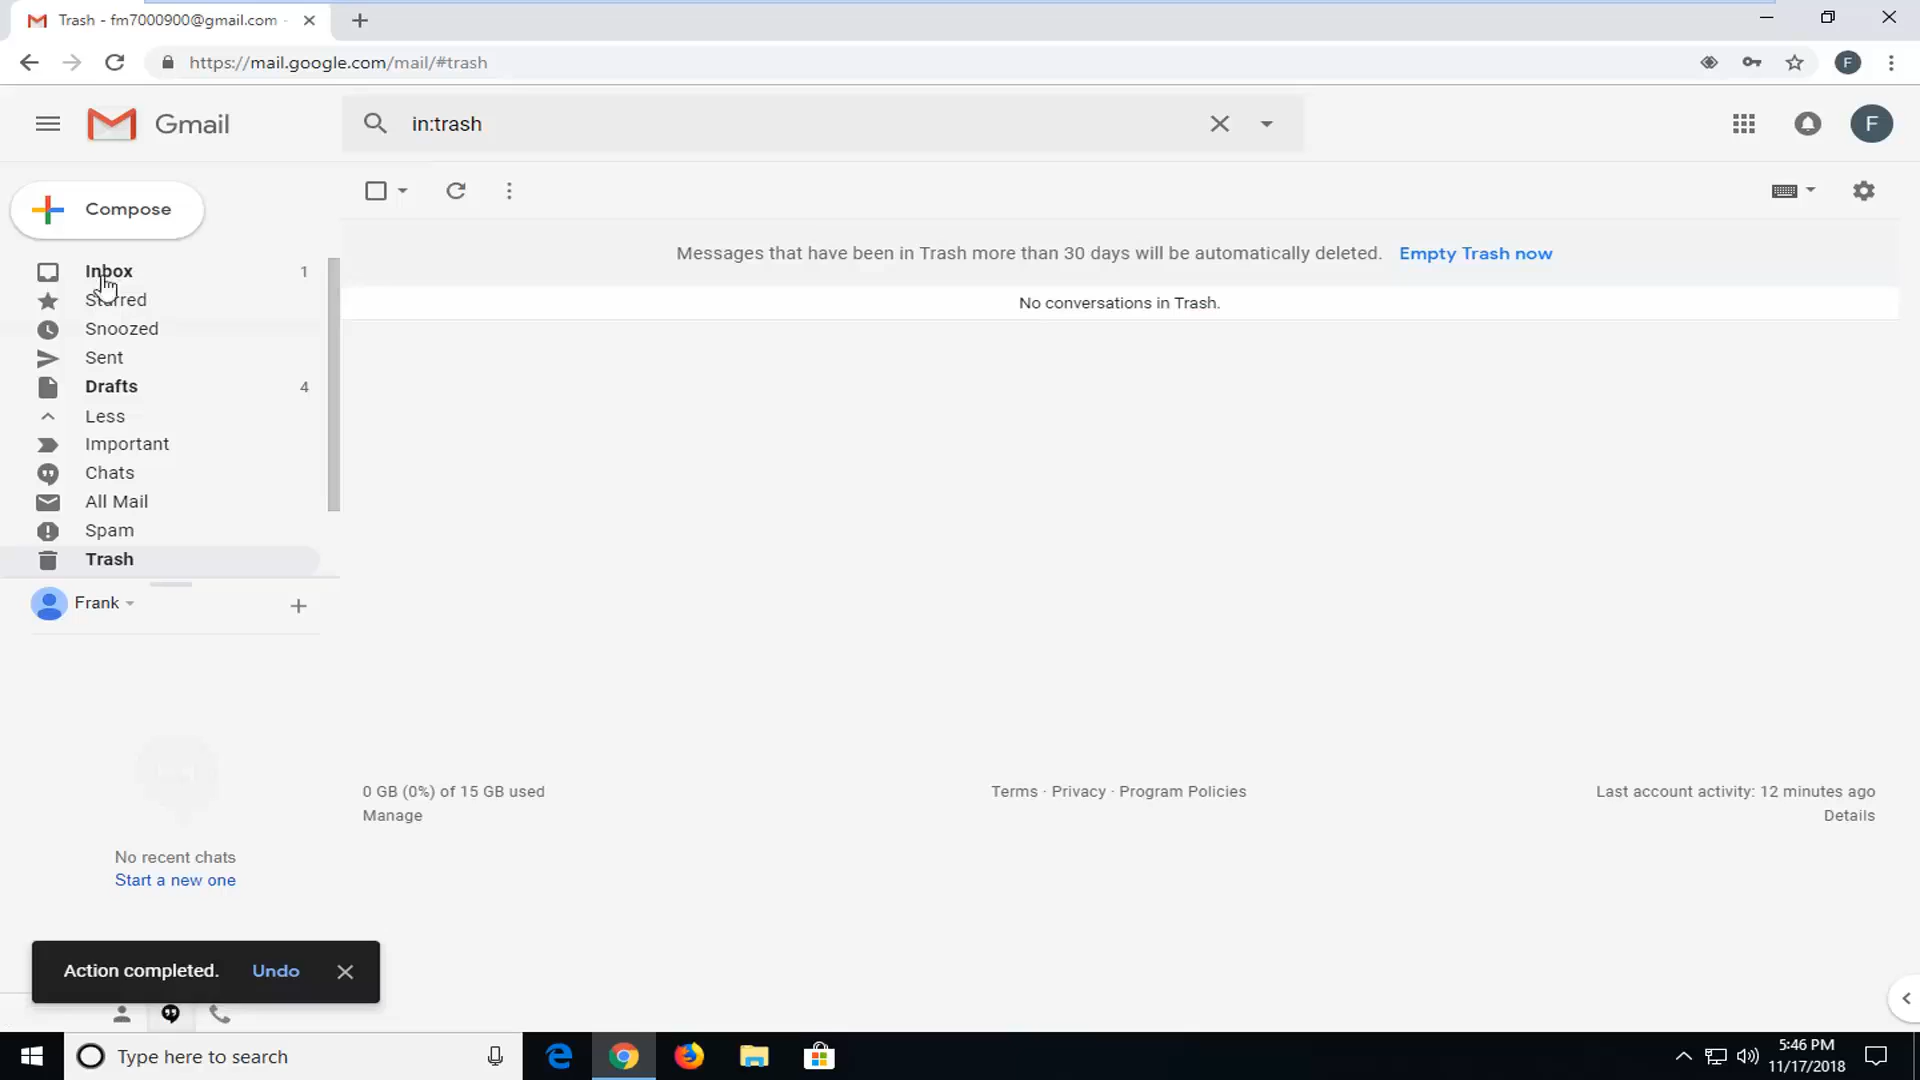 Trash - fm7000900@gmail.com -
https://mail.google.com/mail/#trash
F
Gmail
in:trash
F
Compose
Messages that have been in Trash more than 30 days will be automatically deleted. Empty Trash now
Inbox 1
No conversations in Trash.
Starred
Snoozed
Sent
Drafts 4
Less
Important
Chats
All Mail
Spam
Trash
Frank
0 GB (0%) of 15 GB used
Manage
Terms · Privacy · Program Policies
Last account activity: 12 minutes ago
Details
No recent chats
Start a new one
Action completed. Undo
Type here to search
5:46 PM
11/17/2018